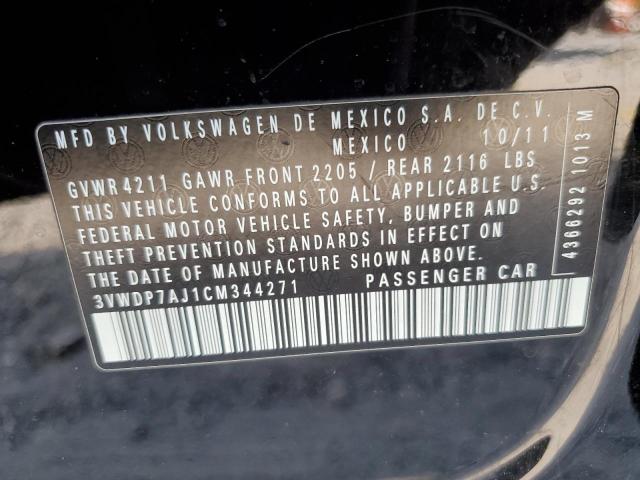 MFD BY VOLKSWAGEN DE MEXICO S.A. DE C.V.
MEXICO 10/11
GVWR 4211 GAWR FRONT 2205 / REAR 2116 LBS
THIS VEHICLE CONFORMS TO ALL APPLICABLE U.S.
FEDERAL MOTOR VEHICLE SAFETY, BUMPER AND
THEFT PREVENTION STANDARDS IN EFFECT ON
THE DATE OF MANUFACTURE SHOWN ABOVE.
3VWDP7AJ1CM344271 PASSENGER CAR
4366292 1013 M